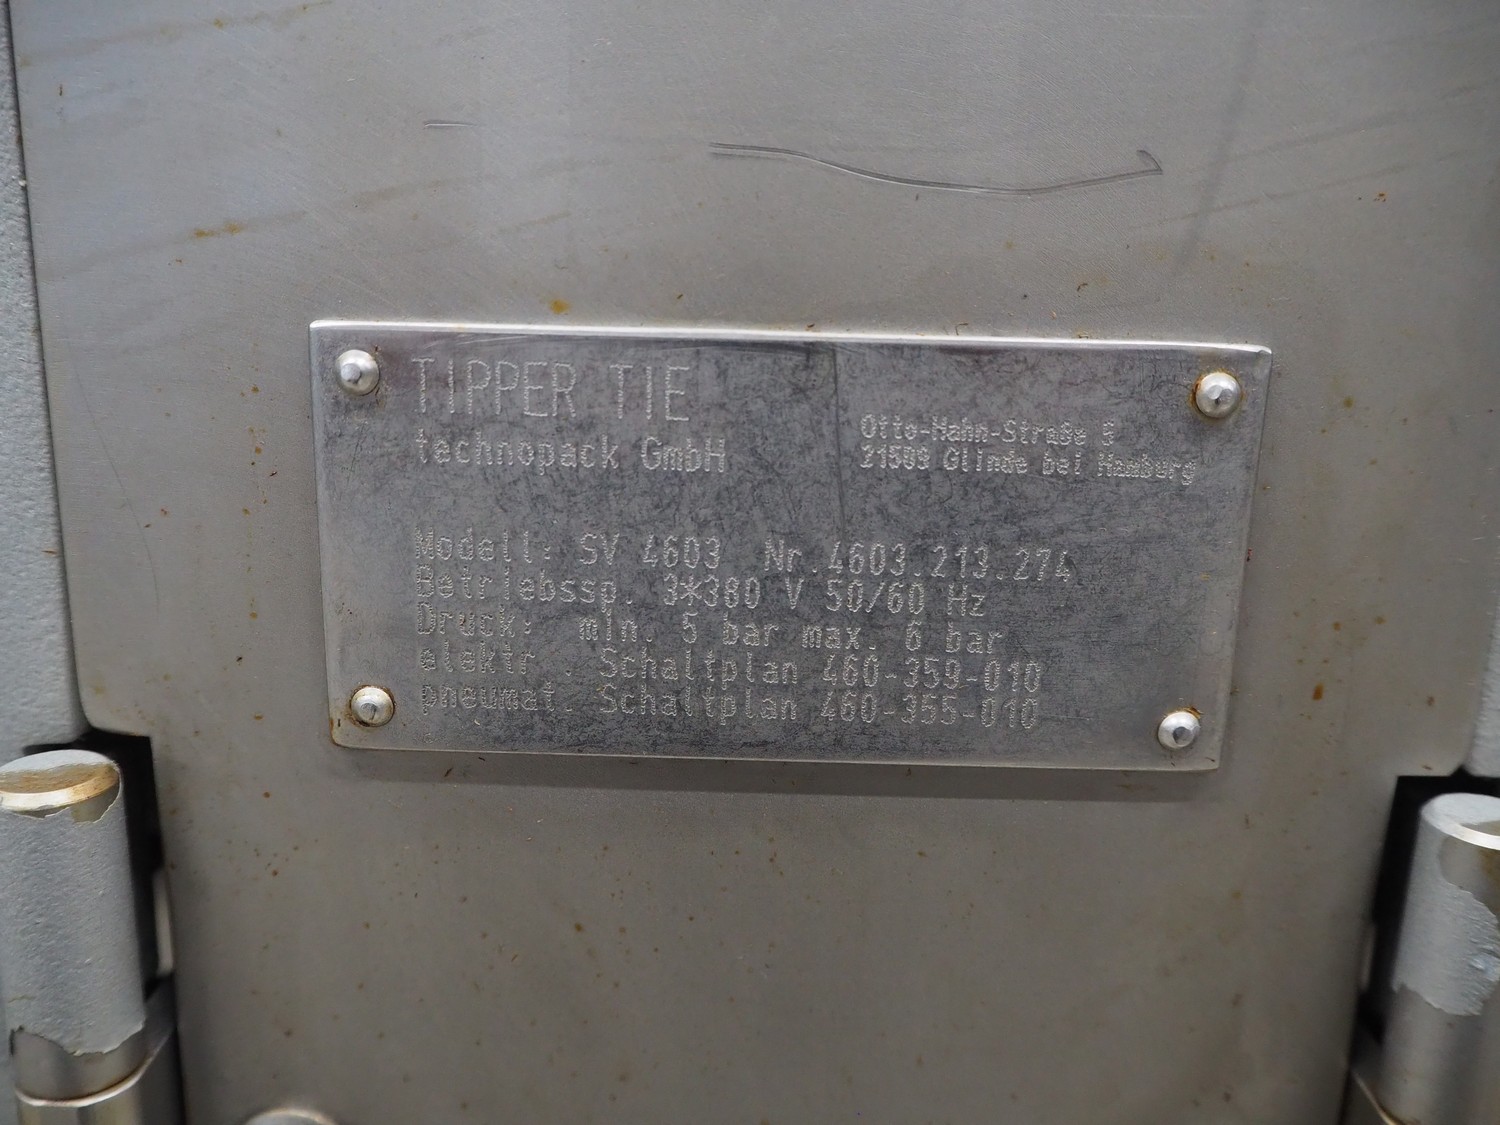 TIPPER TIE
technopack GmbH
Otto-Hahn-Straße 5
21509 Glinde bei Hamburg
Modell: SV 4603 Nr.4603.213.274
Betriebssp. 3*380 V 50/60 Hz
Druck: min. 5 bar max. 6 bar
elektr. Schaltplan 460-359-010
pneumat. Schaltplan 460-355-010